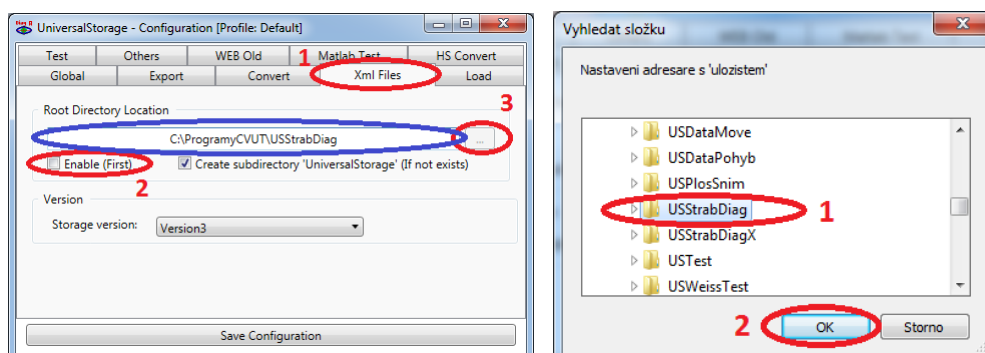 UniversalStorage - Configuration [Profile: Default]
Test Others WEB Old Matlab Test HS Convert
1
Global Export Convert Xml Files Load
3
Root Directory Location
C:\ProgramyCVUT\USStrabDiag ...
Enable (First) Create subdirectory 'UniversalStorage' (If not exists)
2
Version
Storage version: Version3
Save Configuration
Vyhledat složku
Nastaveni adresare s 'ulozistem'
USDataMove
USDataPohyb
USPlosSnim
USStrabDiag 1
USStrabDiagX
USTest
USWeissTest
2 OK Storno